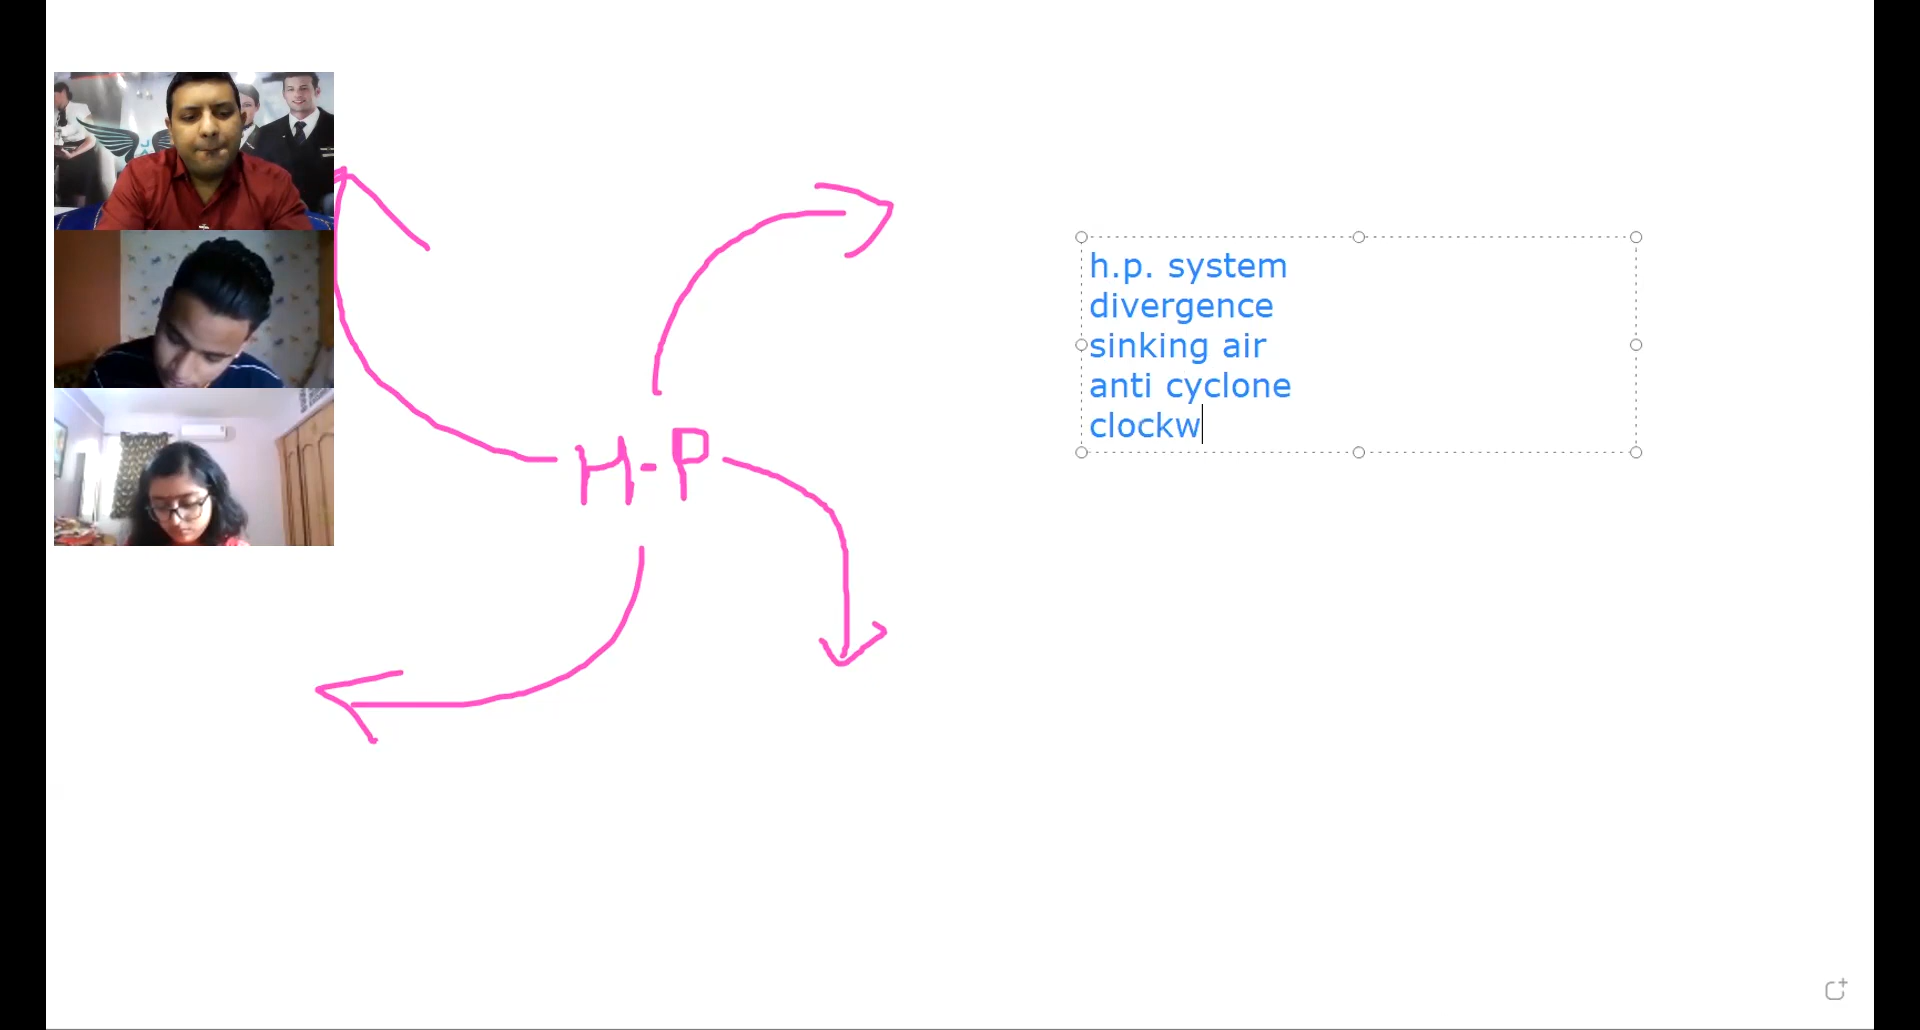 H-P
h.p. system
divergence
sinking air
anti cyclone
clockw